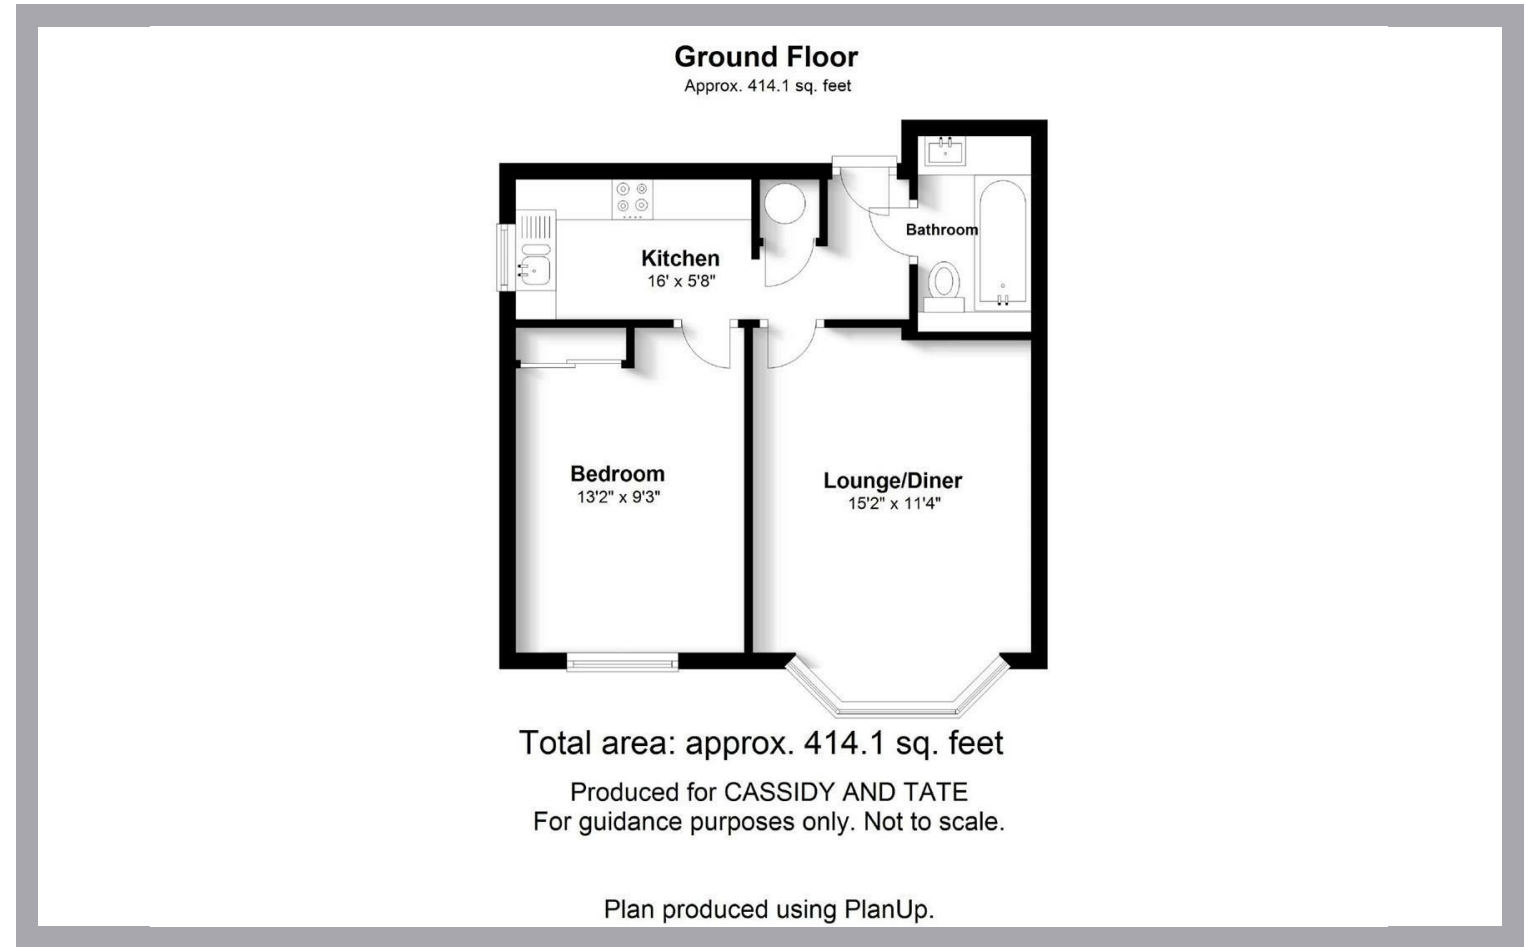 Ground Floor
Approx. 414.1 sq. feet
Bathroom
Kitchen
16' x 5'8"
Bedroom
13'2" x 9'3"
Lounge/Diner
15'2" x 11'4"
Total area: approx. 414.1 sq. feet
Produced for CASSIDY AND TATE
For guidance purposes only. Not to scale.
Plan produced using PlanUp.